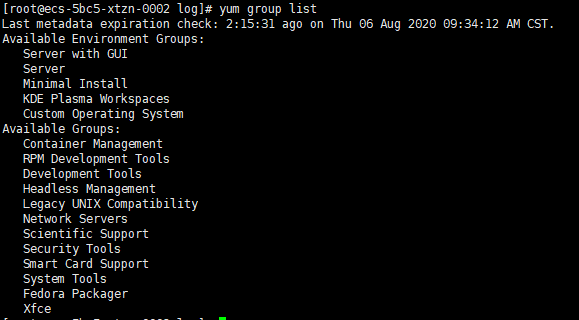 [root@ecs-5bc5-xtzn-0002 log]# yum group list
Last metadata expiration check: 2:15:31 ago on Thu 06 Aug 2020 09:34:12 AM CST.
Available Environment Groups:
   Server with GUI
   Server
   Minimal Install
   KDE Plasma Workspaces
   Custom Operating System
Available Groups:
   Container Management
   RPM Development Tools
   Development Tools
   Headless Management
   Legacy UNIX Compatibility
   Network Servers
   Scientific Support
   Security Tools
   Smart Card Support
   System Tools
   Fedora Packager
   Xfce